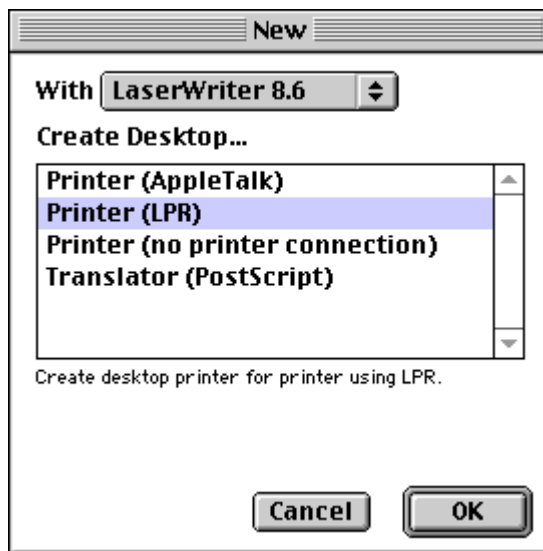 New
With LaserWriter 8.6
Create Desktop...
Printer (AppleTalk)
Printer (LPR)
Printer (no printer connection)
Translator (PostScript)
Create desktop printer for printer using LPR.
Cancel OK